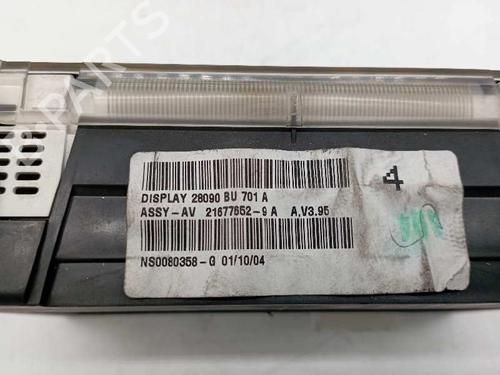 PARTS
DISPLAY 28090 BU 701 A
4
ASSY-AV 21677652-9 A A.V3.95
NS0080358-G 01/10/04